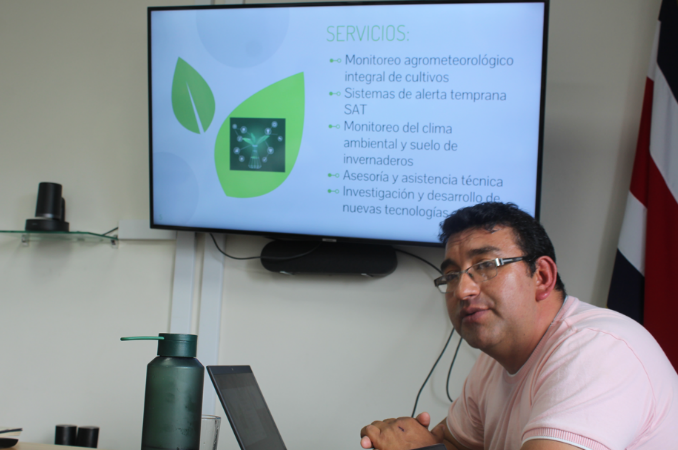 SERVICIOS:
Monitoreo agrometeorológico
integral de cultivos
Sistemas de alerta temprana
SAT
Monitoreo del clima
ambiental y suelo de
invernaderos
Asesoría y asistencia técnica
Investigación y desarrollo de
nuevas tecnologías